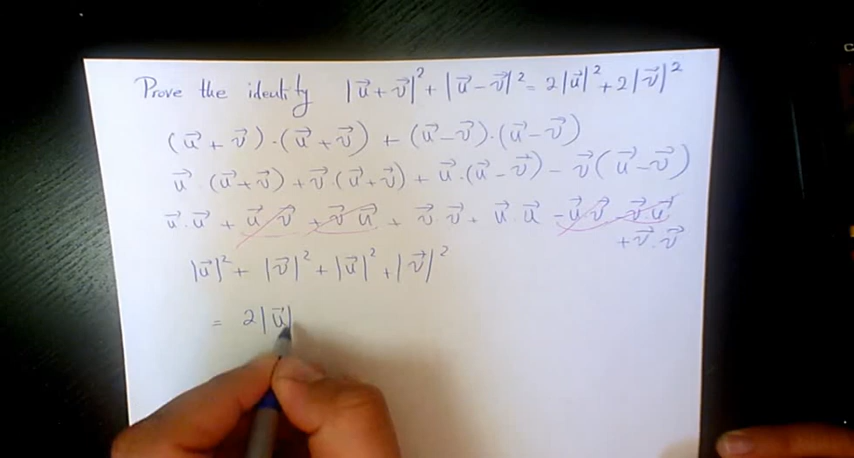 Prove the identity |u⃗ + v⃗|² + |u⃗ − v⃗|² = 2|u⃗|² + 2|v⃗|²
(u⃗ + v⃗) · (u⃗ + v⃗) + (u⃗ − v⃗) · (u⃗ − v⃗)
u⃗ · (u⃗ + v⃗) + v⃗ · (u⃗ + v⃗) + u⃗ · (u⃗ − v⃗) − v⃗ (u⃗ − v⃗)
u⃗ · u⃗ + u⃗ · v⃗ + v⃗ · u⃗ + v⃗ · v⃗ + u⃗ · u⃗ − u⃗ · v⃗ − v⃗ · u⃗
+ v⃗ · v⃗
|u⃗|² + |v⃗|² + |u⃗|² + |v⃗|²
= 2|u⃗|